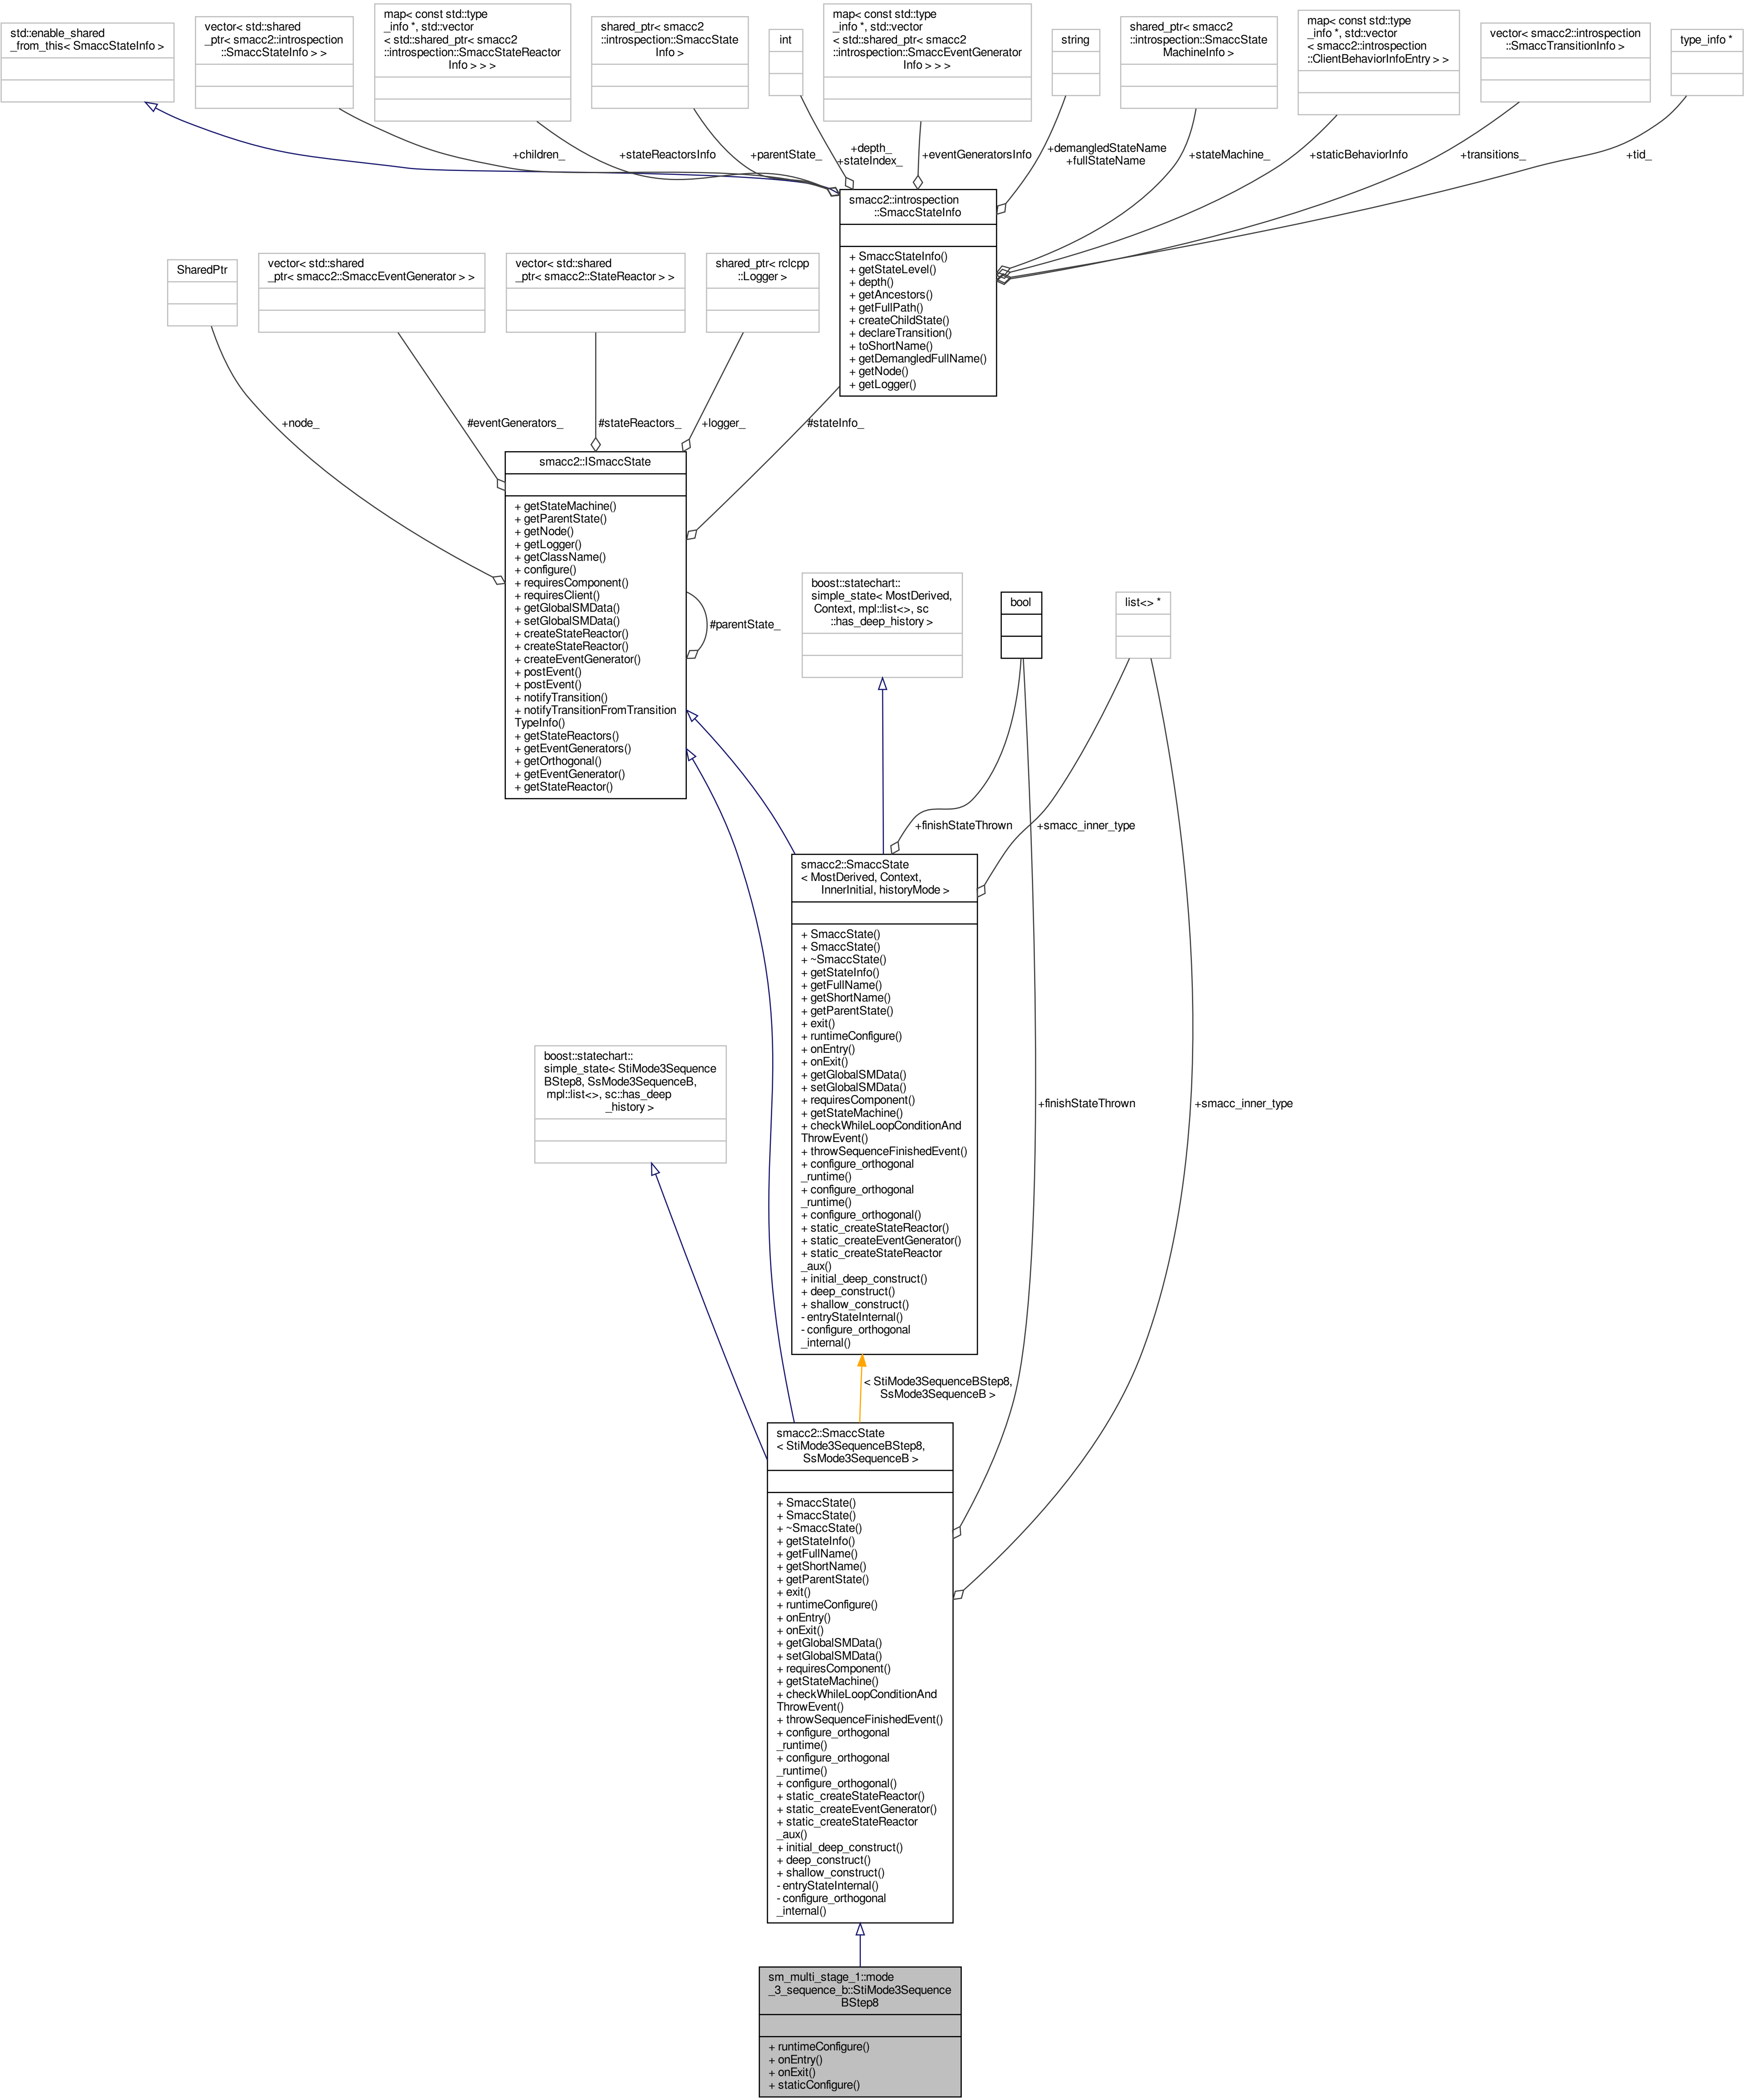 std::enable_shared
_from_this< SmaccStateInfo >
vector< std::shared
_ptr< smacc2::introspection
::SmaccStateInfo > >
map< const std::type
_info *, std::vector
< std::shared_ptr< smacc2
::introspection::SmaccStateReactor
Info > > >
shared_ptr< smacc2
::introspection::SmaccState
Info >
int
map< const std::type
_info *, std::vector
< std::shared_ptr< smacc2
::introspection::SmaccEventGenerator
Info > > >
string
shared_ptr< smacc2
::introspection::SmaccState
MachineInfo >
map< const std::type
_info *, std::vector
< smacc2::introspection
::ClientBehaviorInfoEntry > >
vector< smacc2::introspection
::SmaccTransitionInfo >
type_info *
+children_
+stateReactorsInfo
+parentState_
+depth_
+stateIndex_
+eventGeneratorsInfo
+demangledStateName
+fullStateName
+stateMachine_
+staticBehaviorInfo
+transitions_
+tid_
smacc2::introspection
::SmaccStateInfo
+ SmaccStateInfo()
+ getStateLevel()
+ depth()
+ getAncestors()
+ getFullPath()
+ createChildState()
+ declareTransition()
+ toShortName()
+ getDemangledFullName()
+ getNode()
+ getLogger()
SharedPtr
vector< std::shared
_ptr< smacc2::SmaccEventGenerator > >
vector< std::shared
_ptr< smacc2::StateReactor > >
shared_ptr< rclcpp
::Logger >
+node_
#eventGenerators_
#stateReactors_
+logger_
#stateInfo_
smacc2::ISmaccState
+ getStateMachine()
+ getParentState()
+ getNode()
+ getLogger()
+ getClassName()
+ configure()
+ requiresComponent()
+ requiresClient()
+ getGlobalSMData()
+ setGlobalSMData()
+ createStateReactor()
+ createStateReactor()
+ createEventGenerator()
+ postEvent()
+ postEvent()
+ notifyTransition()
+ notifyTransitionFromTransition
TypeInfo()
+ getStateReactors()
+ getEventGenerators()
+ getOrthogonal()
+ getEventGenerator()
+ getStateReactor()
#parentState_
boost::statechart::
simple_state< MostDerived,
Context, mpl::list<>, sc
::has_deep_history >
bool
list<> *
+finishStateThrown
+smacc_inner_type
smacc2::SmaccState
< MostDerived, Context,
InnerInitial, historyMode >
+ SmaccState()
+ SmaccState()
+ ~SmaccState()
+ getStateInfo()
+ getFullName()
+ getShortName()
+ getParentState()
+ exit()
+ runtimeConfigure()
+ onEntry()
+ onExit()
+ getGlobalSMData()
+ setGlobalSMData()
+ requiresComponent()
+ getStateMachine()
+ checkWhileLoopConditionAnd
ThrowEvent()
+ throwSequenceFinishedEvent()
+ configure_orthogonal
_runtime()
+ configure_orthogonal
_runtime()
+ configure_orthogonal()
+ static_createStateReactor()
+ static_createEventGenerator()
+ static_createStateReactor
_aux()
+ initial_deep_construct()
+ deep_construct()
+ shallow_construct()
- entryStateInternal()
- configure_orthogonal
_internal()
boost::statechart::
simple_state< StiMode3Sequence
BStep8, SsMode3SequenceB,
mpl::list<>, sc::has_deep
_history >
+finishStateThrown
+smacc_inner_type
< StiMode3SequenceBStep8,
SsMode3SequenceB >
smacc2::SmaccState
< StiMode3SequenceBStep8,
SsMode3SequenceB >
+ SmaccState()
+ SmaccState()
+ ~SmaccState()
+ getStateInfo()
+ getFullName()
+ getShortName()
+ getParentState()
+ exit()
+ runtimeConfigure()
+ onEntry()
+ onExit()
+ getGlobalSMData()
+ setGlobalSMData()
+ requiresComponent()
+ getStateMachine()
+ checkWhileLoopConditionAnd
ThrowEvent()
+ throwSequenceFinishedEvent()
+ configure_orthogonal
_runtime()
+ configure_orthogonal
_runtime()
+ configure_orthogonal()
+ static_createStateReactor()
+ static_createEventGenerator()
+ static_createStateReactor
_aux()
+ initial_deep_construct()
+ deep_construct()
+ shallow_construct()
- entryStateInternal()
- configure_orthogonal
_internal()
sm_multi_stage_1::mode
_3_sequence_b::StiMode3Sequence
BStep8
+ runtimeConfigure()
+ onEntry()
+ onExit()
+ staticConfigure()